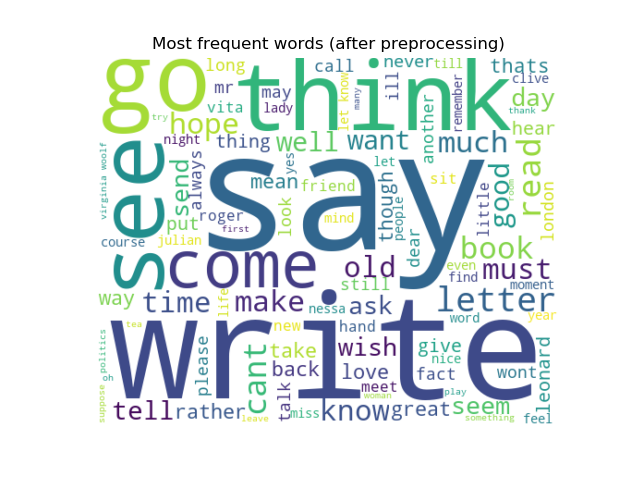 Most frequent words (after preprocessing)
go
long
think
call
never
till
thats
mr
vita
may
lady
let know
many
ill
another
remember
clive
day
thank
try
hope
night
thing
well
want
much
hear
virginia woolf
see
send
always
mean
yes
friend
let
sit
little
good
read
london
room
say
put
roger
first
look
mind
though
people
dear
book
course
julian
come
old
still
even
find
must
moment
way
time
life
make
nessa
ask
word
letter
year
write
tea
new
hand
politics
oh
suppose
please
cant
take
back
talk
wish
love
meet
give
nice
fact
wont
leonard
play
woman
tell
rather
leave
miss
know
great
seem
something
feel